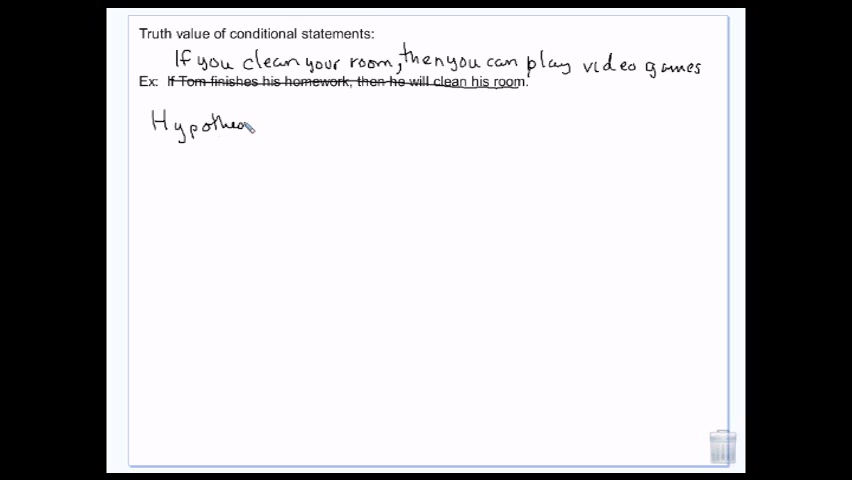 Truth value of conditional statements:
If you clean your room, then you can play video games
Ex: If Tom finishes his homework, then he will clean his room.
Hypothes